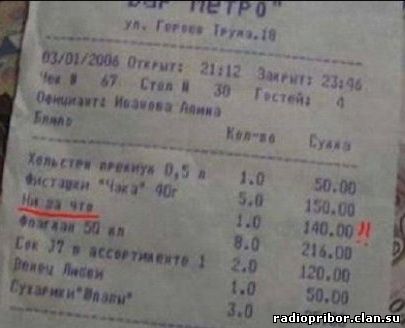 Бар "ПЕТРО"
ул. Героев Труда.18
03/01/2006 Открыт: 21:12 Закрыт: 23:46
Чек № 67 Стол № 30 Гостей: 4
Официант: Иванова Алина
Блюдо Кол-во Сумма
Хольстен премиум 0,5 л 1.0 50.00
Фисташки "Чака" 40г 5.0 150.00
Ни за что 1.0 140.00 !!
Флагман 50 мл 8.0 216.00
Сок J7 в ассортименте 1 2.0 120.00
1.0 50.00
Сухарики 3.0
radiopribor.clan.su